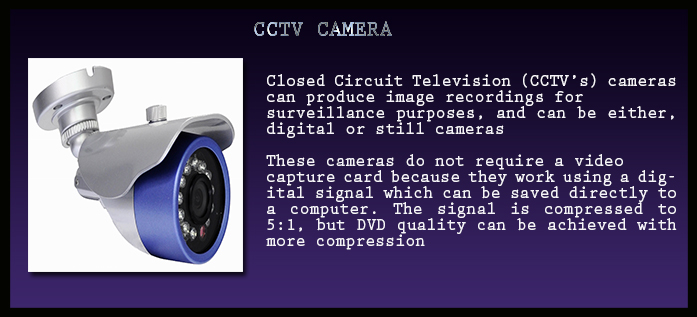 CCTV CAMERA
Closed Circuit Television (CCTV's) cameras
can produce image recordings for
surveillance purposes, and can be either,
digital or still cameras
These cameras do not require a video
capture card because they work using a dig-
ital signal which can be saved directly to
a computer. The signal is compressed to
5:1, but DVD quality can be achieved with
more compression